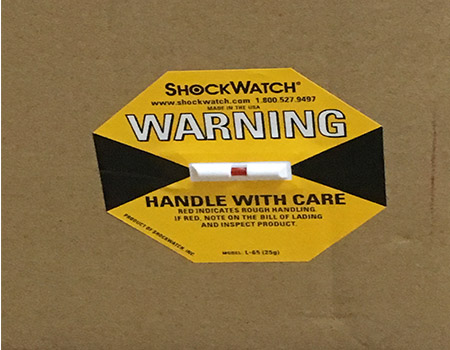 SHOCKWATCH®
www.shockwatch.com 1.800.527.9497
MADE IN THE USA
WARNING
HANDLE WITH CARE
RED INDICATES ROUGH HANDLING.
IF RED, NOTE ON THE BILL OF LADING
AND INSPECT PRODUCT.
PRODUCT OF SHOCKWATCH, INC.
MODEL: L-65 (25g)